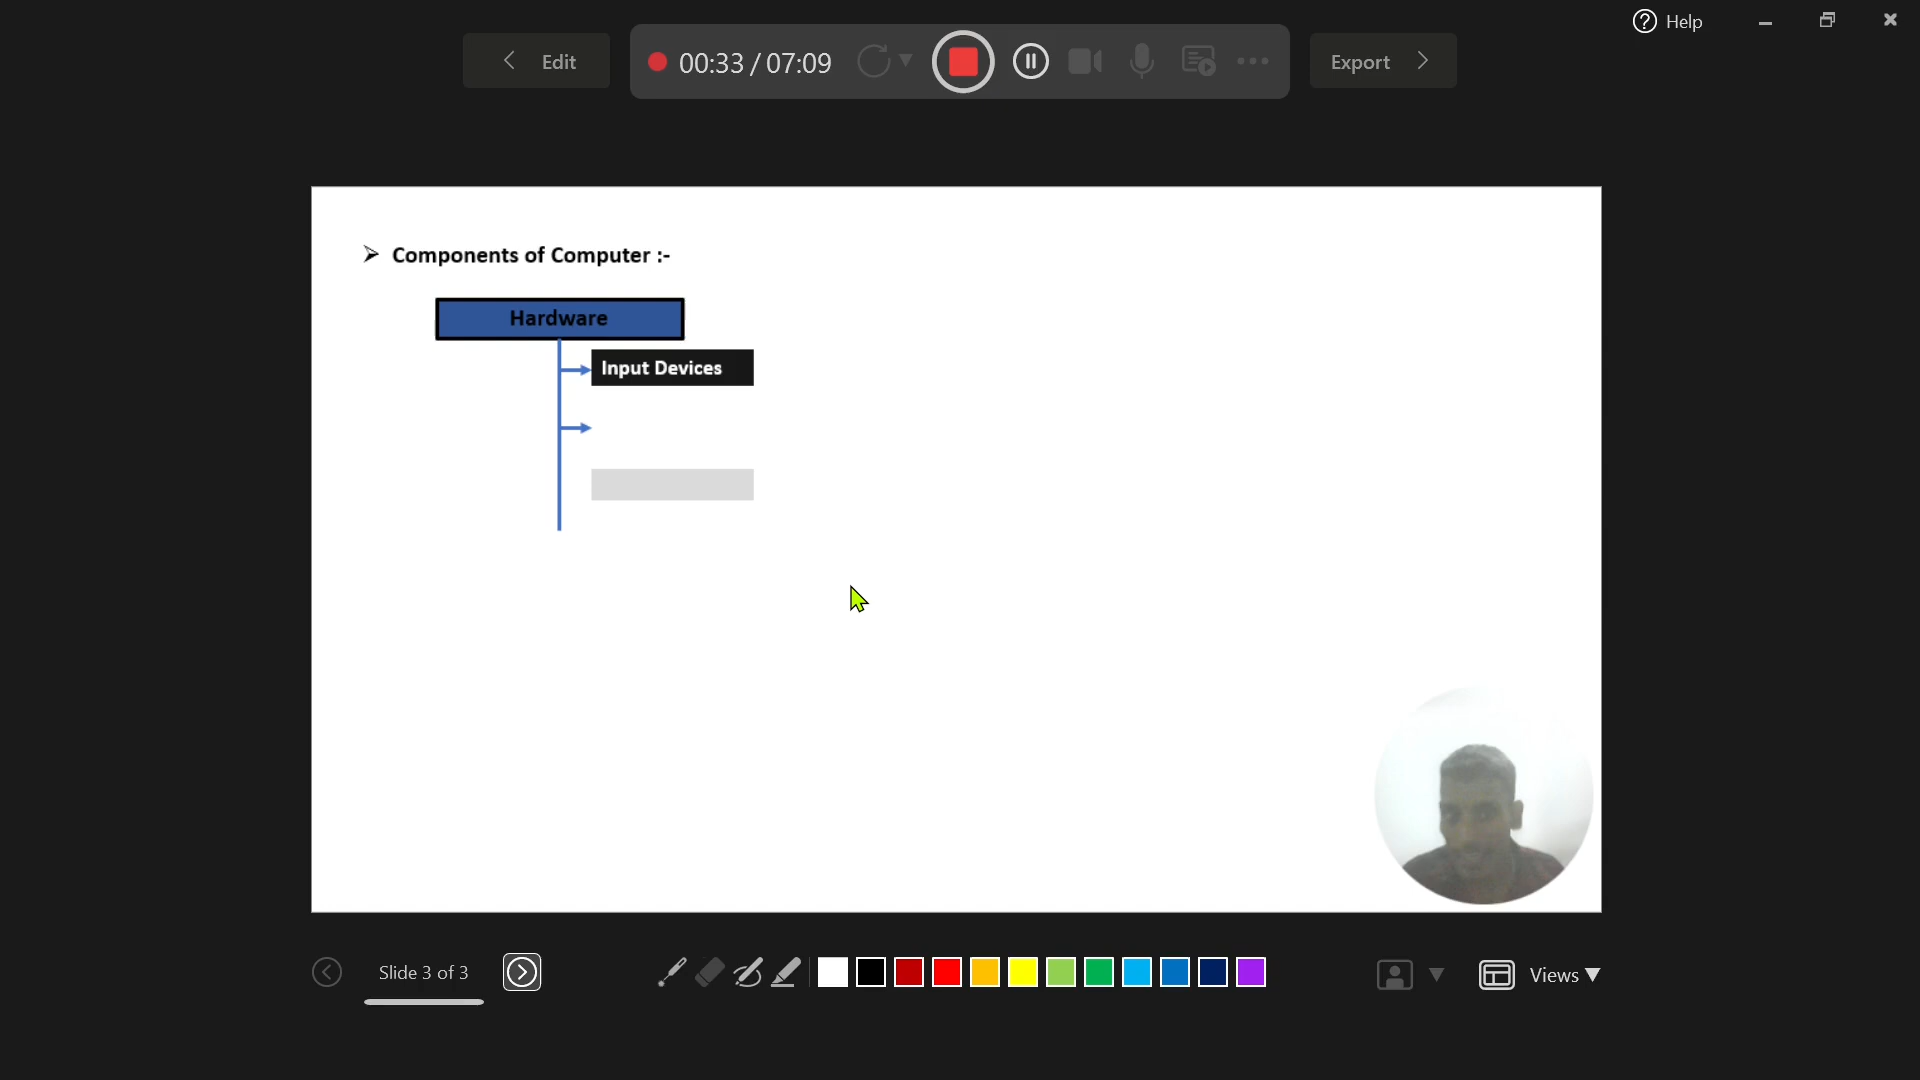 Help
Edit
00:33 / 07:09
Export
➢ Components of Computer :-
Hardware
Input Devices
Slide 3 of 3
Views